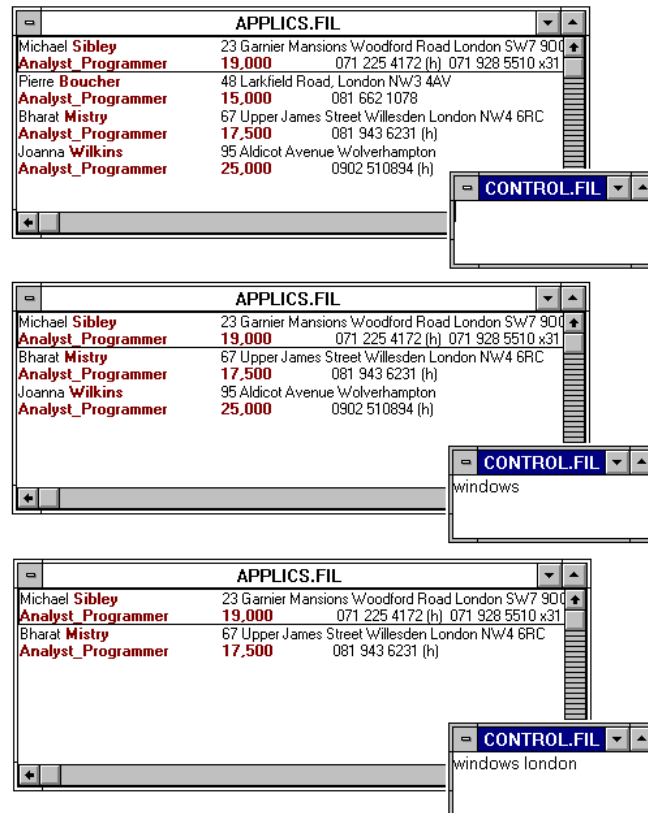 APPLICS.FIL
Michael Sibley 23 Garnier Mansions Woodford Road London SW7 9DD
Analyst_Programmer 19,000 071 225 4172 (h) 071 928 5510 x31
Pierre Boucher 48 Larkfield Road, London NW3 4AV
Analyst_Programmer 15,000 081 662 1078
Bharat Mistry 67 Upper James Street Willesden London NW4 6RC
Analyst_Programmer 17,500 081 943 6231 (h)
Joanna Wilkins 95 Aldicot Avenue Wolverhampton
Analyst_Programmer 25,000 0902 510894 (h)
CONTROL.FIL
APPLICS.FIL
Michael Sibley 23 Garnier Mansions Woodford Road London SW7 9DD
Analyst_Programmer 19,000 071 225 4172 (h) 071 928 5510 x31
Bharat Mistry 67 Upper James Street Willesden London NW4 6RC
Analyst_Programmer 17,500 081 943 6231 (h)
Joanna Wilkins 95 Aldicot Avenue Wolverhampton
Analyst_Programmer 25,000 0902 510894 (h)
CONTROL.FIL
windows
APPLICS.FIL
Michael Sibley 23 Garnier Mansions Woodford Road London SW7 9DD
Analyst_Programmer 19,000 071 225 4172 (h) 071 928 5510 x31
Bharat Mistry 67 Upper James Street Willesden London NW4 6RC
Analyst_Programmer 17,500 081 943 6231 (h)
CONTROL.FIL
windows london